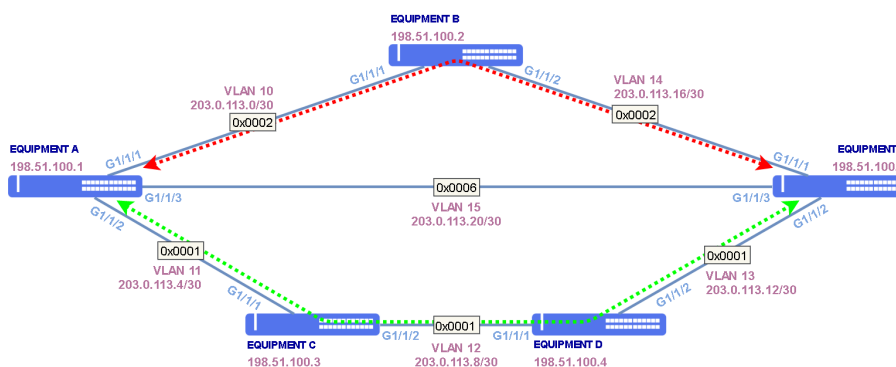 EQUIPMENT B
198.51.100.2
G1/1/1
G1/1/2
VLAN 10
203.0.113.0/30
VLAN 14
203.0.113.16/30
0x0002
0x0002
EQUIPMENT A
198.51.100.1
G1/1/1
EQUIPMENT
198.51.100.
G1/1/1
G1/1/3
0x0006
G1/1/3
VLAN 15
203.0.113.20/30
G1/1/2
G1/1/2
0x0001
VLAN 11
203.0.113.4/30
0x0001
VLAN 13
203.0.113.12/30
G1/1/1
G1/1/2
0x0001
G1/1/2
G1/1/1
EQUIPMENT C
198.51.100.3
VLAN 12
203.0.113.8/30
EQUIPMENT D
198.51.100.4